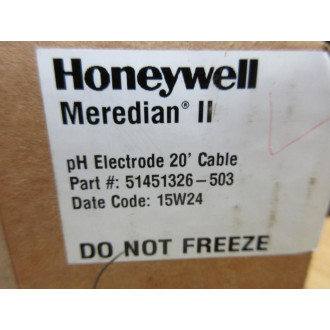 Honeywell
Meredian® II
pH Electrode 20' Cable
Part #: 51451326-503
Date Code: 15W24
DO NOT FREEZE